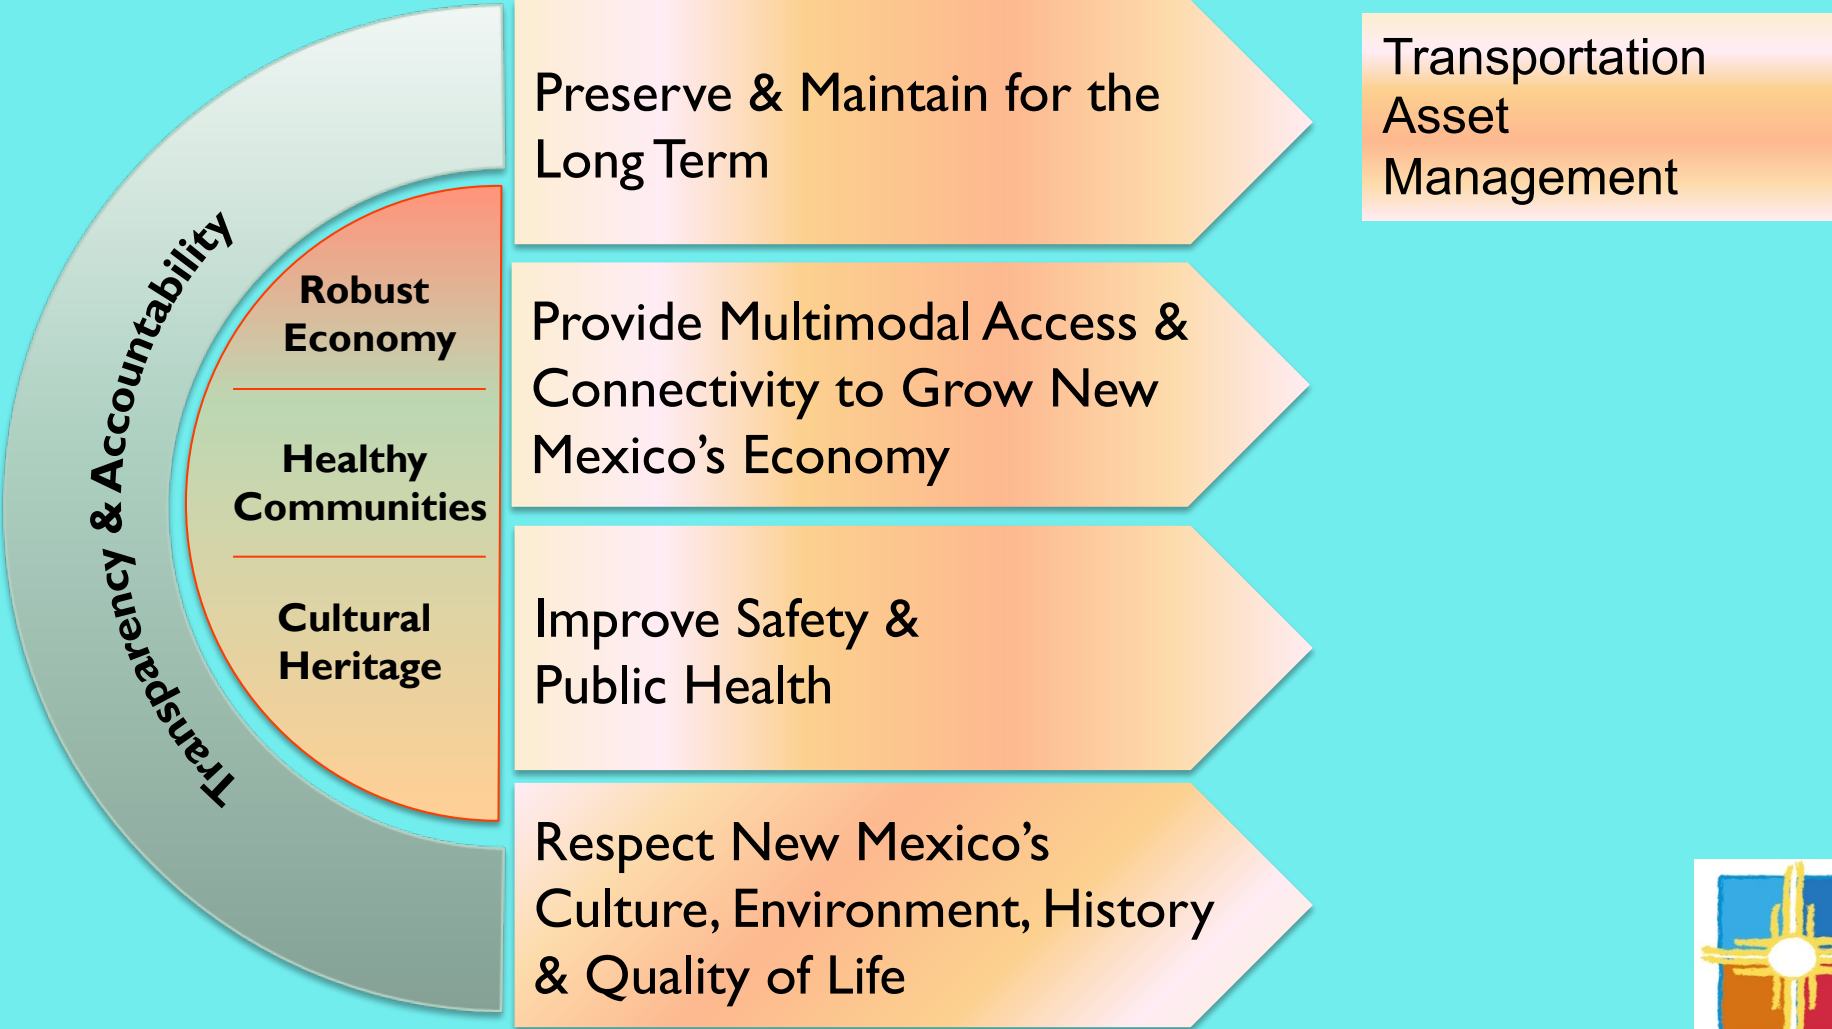 Transparency & Accountability
Robust
Economy
Healthy
Communities
Cultural
Heritage
Preserve & Maintain for the
Long Term
Provide Multimodal Access &
Connectivity to Grow New
Mexico’s Economy
Improve Safety &
Public Health
Respect New Mexico’s
Culture, Environment, History
& Quality of Life
Transportation
Asset
Management